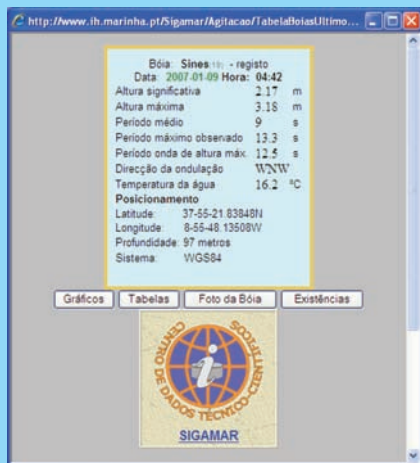 http://www.ih.marinha.pt/Sigamar/Agitacao/TabelaBoiasUltimo...
Bóia: Sines - registo
Data: 2007-01-09 Hora: 04:42
Altura significativa 2.17 m
Altura máxima 3.18 m
Período médio 9 s
Período máximo observado 13.3 s
Período onda de altura máx. 12.5 s
Direcção da ondulação WNW
Temperatura da água 16.2 ºC
Posicionamento
Latitude: 37-55-21.83848N
Longitude: 8-55-48.13508W
Profundidade: 97 metros
Sistema: WGS84
Gráficos Tabelas Foto da Bóia Existências
CENTRO DE DADOS TÉCNICO-CIENTÍFICOS
i
SIGAMAR